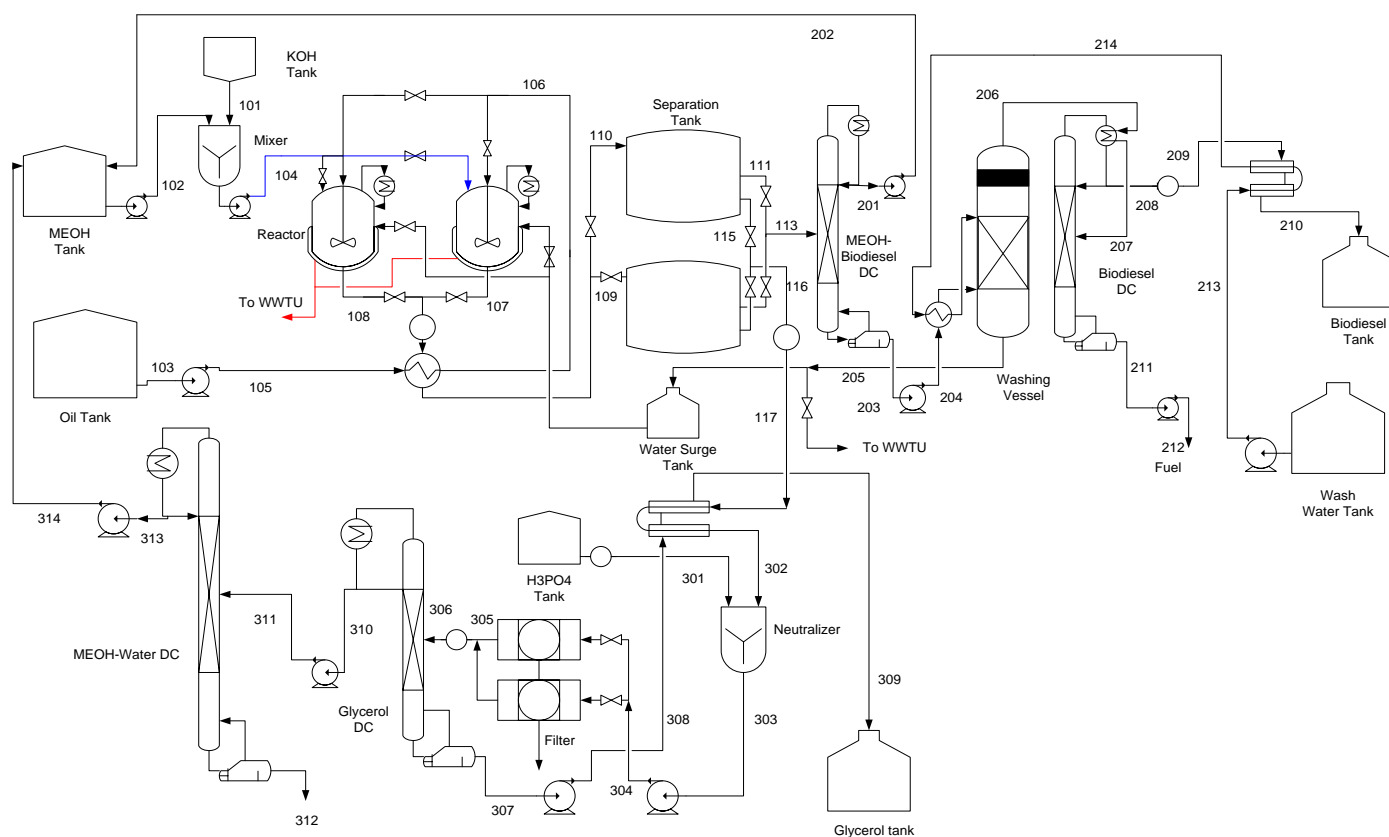 202
214
KOH
Tank
106
206
Separation
Tank
101
110
Mixer
209
111
102
104
201
208
MEOH
Tank
Reactor
115
113
MEOH-
Biodiesel
DC
207
210
Biodiesel
DC
109
116
213
To WWTU
108
107
Biodiesel
Tank
103
105
205
203
204
Washing
Vessel
211
Oil Tank
117
Water Surge
Tank
To WWTU
212
Fuel
Wash
Water Tank
314
313
H3PO4
Tank
301
302
311
310
306
305
Neutralizer
MEOH-Water DC
309
Glycerol
DC
308
303
Filter
307
304
312
Glycerol tank